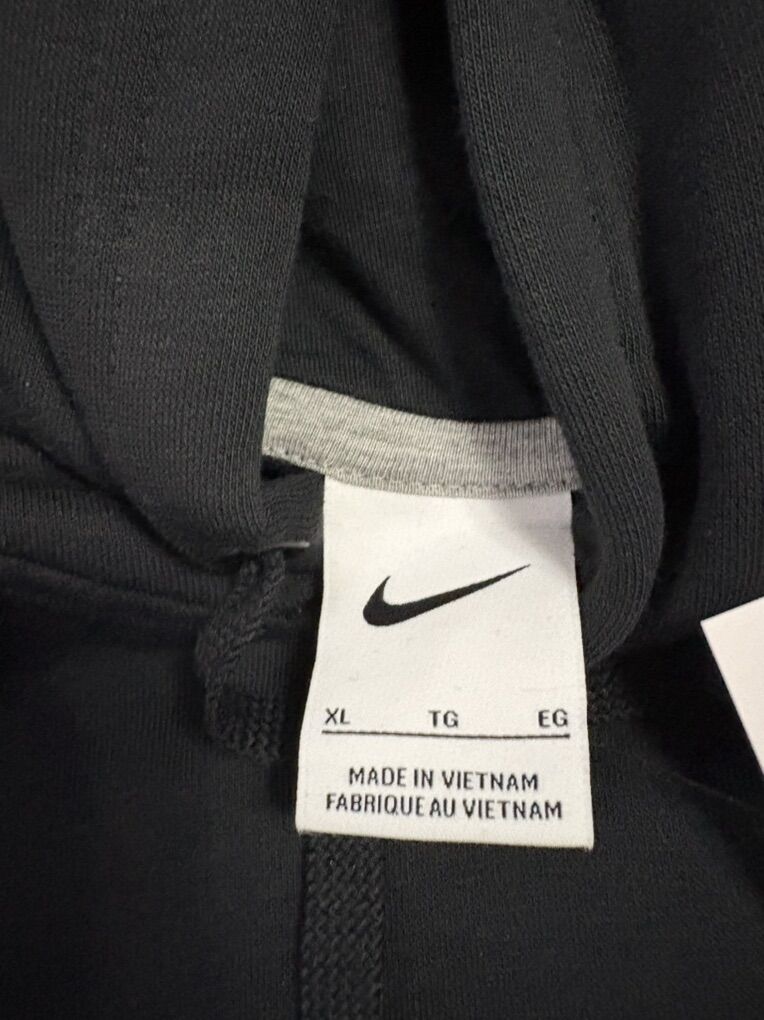 XL TG EG
MADE IN VIETNAM
FABRIQUE AU VIETNAM